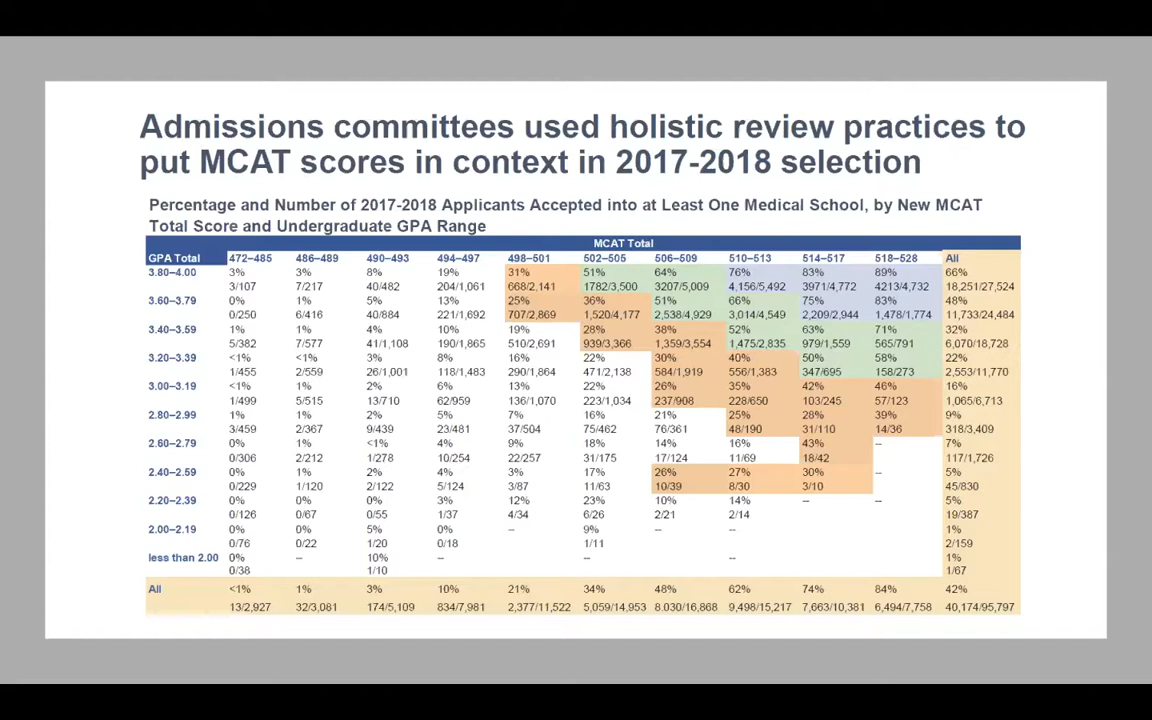 Admissions committees used holistic review practices to
put MCAT scores in context in 2017-2018 selection
Percentage and Number of 2017-2018 Applicants Accepted into at Least One Medical School, by New MCAT
Total Score and Undergraduate GPA Range
MCAT Total
GPA Total 472–485 486–489 490–493 494–497 498–501 502–505 506–509 510–513 514–517 518–528 All
3.80–4.00 3% 3% 8% 19% 31% 51% 64% 76% 83% 89% 66%
3/107 7/217 40/482 204/1,061 668/2,141 1782/3,500 3207/5,009 4,156/5,492 3971/4,772 4213/4,732 18,251/27,524
3.60–3.79 0% 1% 5% 13% 25% 36% 51% 66% 75% 83% 48%
0/250 6/416 40/884 221/1,692 707/2,869 1,520/4,177 2,538/4,929 3,014/4,549 2,209/2,944 1,478/1,774 11,733/24,484
3.40–3.59 1% 1% 4% 10% 19% 28% 38% 52% 63% 71% 32%
5/382 7/577 41/1,108 190/1,865 510/2,691 939/3,366 1,359/3,554 1,475/2,835 979/1,559 565/791 6,070/18,728
3.20–3.39 <1% <1% 3% 8% 16% 22% 30% 40% 50% 58% 22%
1/455 2/559 26/1,001 118/1,483 290/1,864 471/2,138 584/1,919 556/1,383 347/695 158/273 2,553/11,770
3.00–3.19 <1% 1% 2% 6% 13% 22% 26% 35% 42% 46% 16%
1/499 5/515 13/710 62/959 136/1,070 223/1,034 237/908 228/650 103/245 57/123 1,065/6,713
2.80–2.99 1% 1% 2% 5% 7% 16% 21% 25% 28% 39% 9%
3/459 2/367 9/439 23/481 37/504 75/462 76/361 48/190 31/110 14/36 318/3,409
2.60–2.79 0% 1% <1% 4% 9% 18% 14% 16% 43% -- 7%
0/306 2/212 1/278 10/254 22/257 31/175 17/124 11/69 18/42 117/1,726
2.40–2.59 0% 1% 2% 4% 3% 17% 26% 27% 30% -- 5%
0/229 1/120 2/122 5/124 3/87 11/63 10/39 8/30 3/10 45/830
2.20–2.39 0% 0% 0% 3% 12% 23% 10% 14% -- -- 5%
0/126 0/67 0/55 1/37 4/34 6/26 2/21 2/14 19/387
2.00–2.19 0% 0% 5% 0% -- 9% -- -- 1%
0/76 0/22 1/20 0/18 1/11 2/159
less than 2.00 0% -- 10% -- -- -- -- 1%
0/38 1/10 1/67
All <1% 1% 3% 10% 21% 34% 48% 62% 74% 84% 42%
13/2,927 32/3,081 174/5,109 834/7,981 2,377/11,522 5,059/14,953 8.030/16,868 9,498/15,217 7,663/10,381 6,494/7,758 40,174/95,797